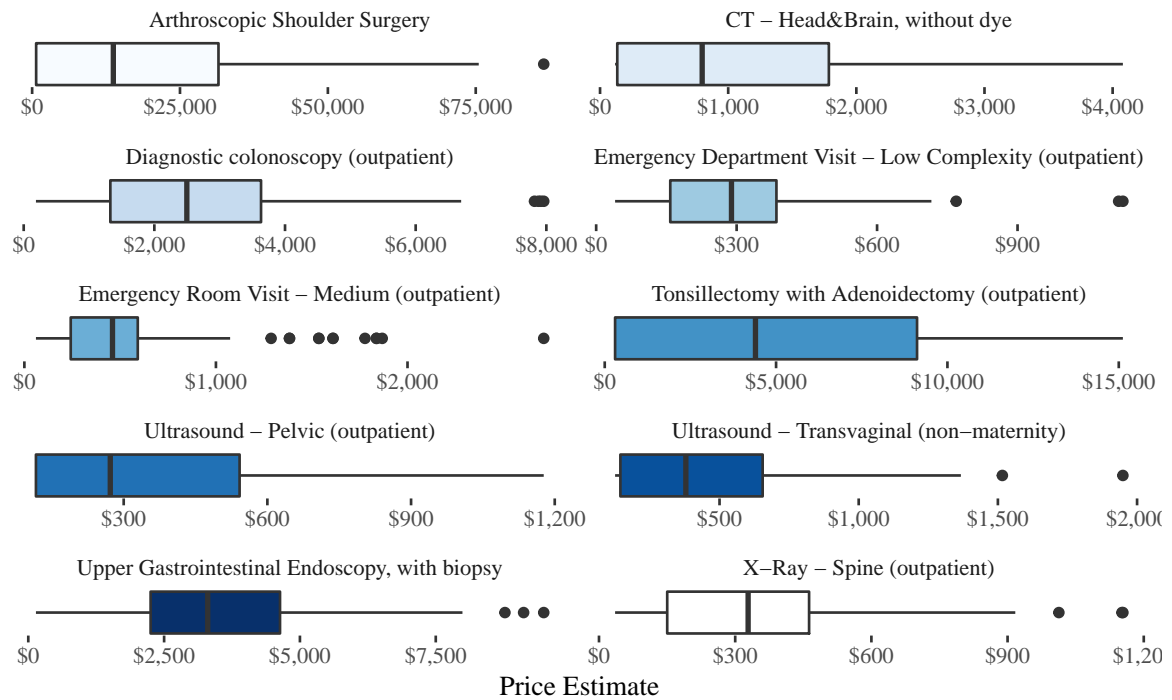 Arthroscopic Shoulder Surgery
CT – Head&Brain, without dye
$0 $25,000 $50,000 $75,000
$0 $1,000 $2,000 $3,000 $4,000
Diagnostic colonoscopy (outpatient)
Emergency Department Visit – Low Complexity (outpatient)
$0 $2,000 $4,000 $6,000 $8,000
$0 $300 $600 $900
Emergency Room Visit – Medium (outpatient)
Tonsillectomy with Adenoidectomy (outpatient)
$0 $1,000 $2,000
$0 $5,000 $10,000 $15,000
Ultrasound – Pelvic (outpatient)
Ultrasound – Transvaginal (non−maternity)
$300 $600 $900 $1,200
$500 $1,000 $1,500 $2,000
Upper Gastrointestinal Endoscopy, with biopsy
X−Ray – Spine (outpatient)
$0 $2,500 $5,000 $7,500
$0 $300 $600 $900 $1,20
Price Estimate